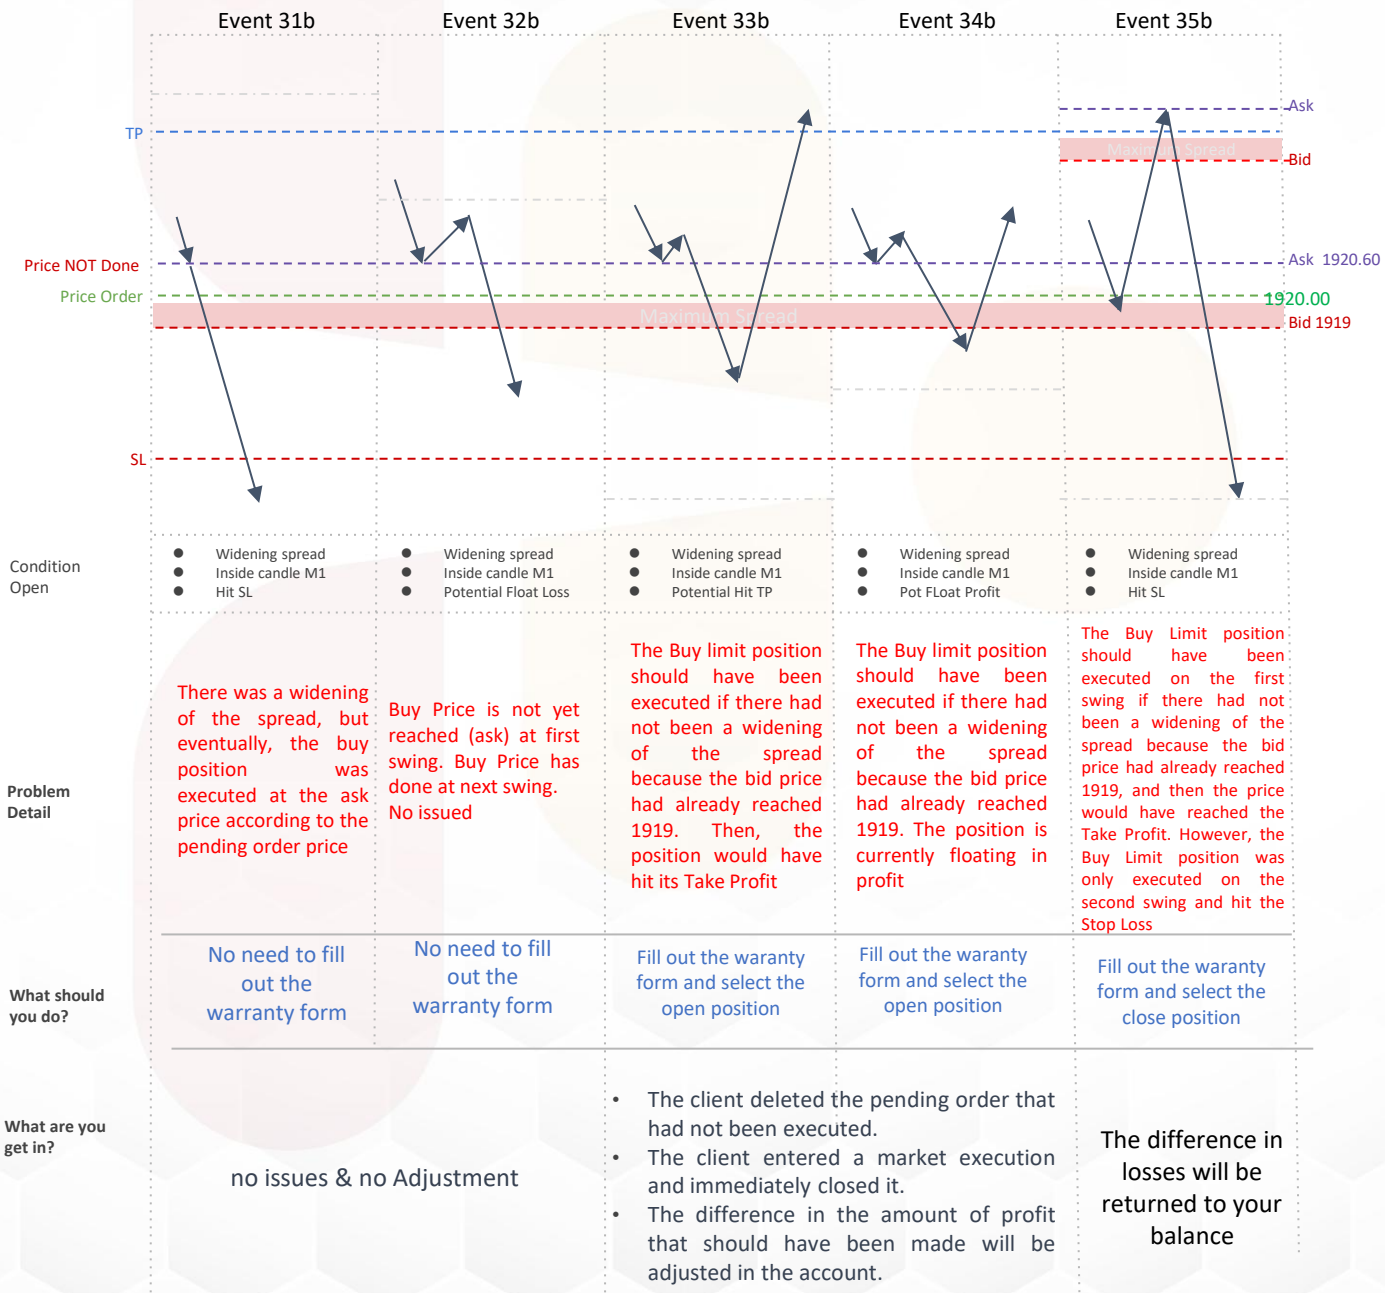 Event 31b
Event 32b
Event 33b
Event 34b
Event 35b
Ask
TP
Maximum Spread
Bid
Price NOT Done
Ask 1920.60
Price Order
1920.00
Maximum Spread
Bid 1919
SL
Condition
Open
● Widening spread
● Inside candle M1
● Hit SL
● Widening spread
● Inside candle M1
● Potential Float Loss
● Widening spread
● Inside candle M1
● Potential Hit TP
● Widening spread
● Inside candle M1
● Pot FLoat Profit
● Widening spread
● Inside candle M1
● Hit SL
Problem
Detail
There was a widening
of the spread, but
eventually, the buy
position was
executed at the ask
price according to the
pending order price
Buy Price is not yet
reached (ask) at first
swing. Buy Price has
done at next swing.
No issued
The Buy limit position
should have been
executed if there had
not been a widening
of the spread
because the bid price
had already reached
1919. Then, the
position would have
hit its Take Profit
The Buy limit position
should have been
executed if there had
not been a widening
of the spread
because the bid price
had already reached
1919. The position is
currently floating in
profit
The Buy Limit position
should have been
executed on the first
swing if there had not
been a widening of the
spread because the bid
price had already reached
1919, and then the price
would have reached the
Take Profit. However, the
Buy Limit position was
only executed on the
second swing and hit the
Stop Loss
What should
you do?
No need to fill
out the
warranty form
No need to fill
out the
warranty form
Fill out the waranty
form and select the
open position
Fill out the waranty
form and select the
open position
Fill out the waranty
form and select the
close position
What are you
get in?
no issues & no Adjustment
• The client deleted the pending order that
had not been executed.
• The client entered a market execution
and immediately closed it.
• The difference in the amount of profit
that should have been made will be
adjusted in the account.
The difference in
losses will be
returned to your
balance